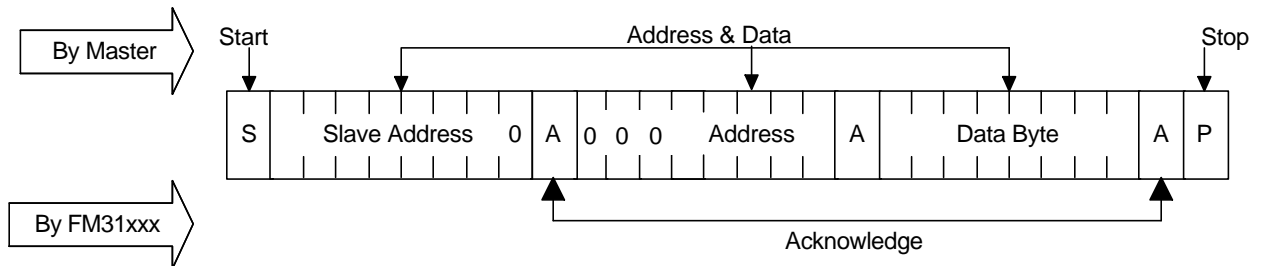 By Master
Start
Address & Data
Stop
S Slave Address 0 A 0 0 0 Address A Data Byte A P
By FM31xxx
Acknowledge